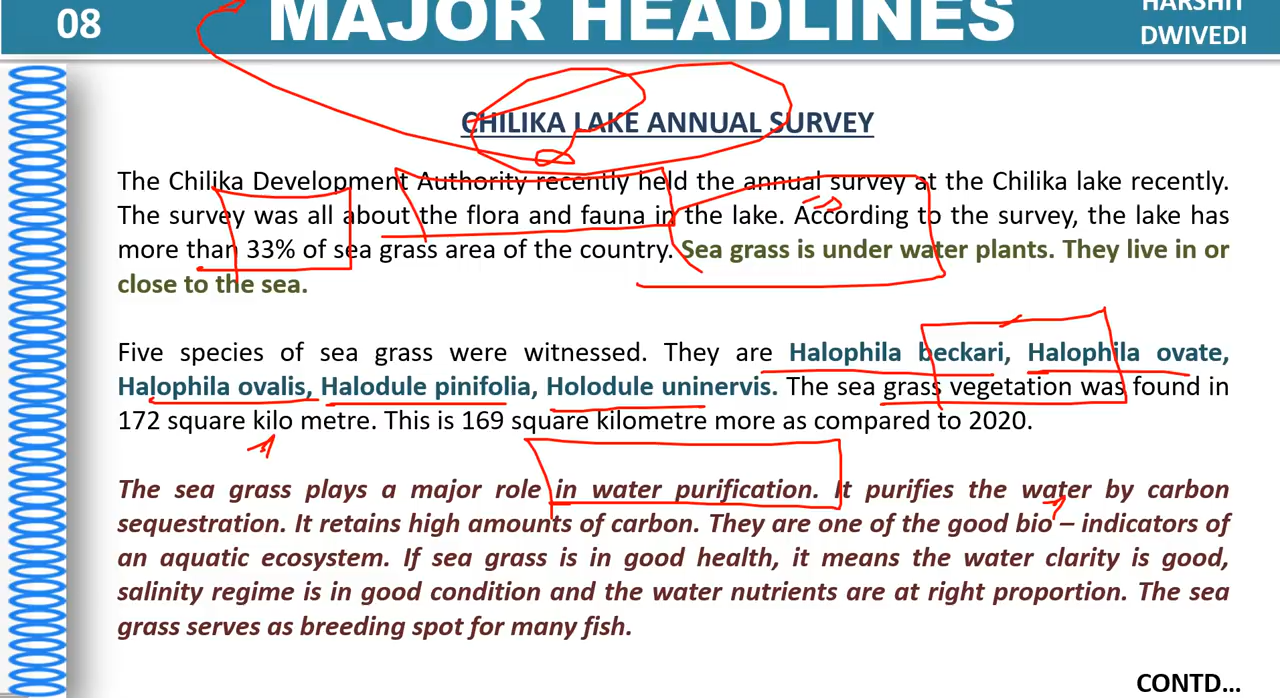 08
MAJOR HEADLINES
HARSHIT
DWIVEDI
CHILIKA LAKE ANNUAL SURVEY
The Chilika Development Authority recently held the annual survey at the Chilika lake recently.
The survey was all about the flora and fauna in the lake. According to the survey, the lake has
more than 33% of sea grass area of the country. Sea grass is under water plants. They live in or
close to the sea.
Five species of sea grass were witnessed. They are Halophila beckari, Halophila ovate,
Halophila ovalis, Halodule pinifolia, Holodule uninervis. The sea grass vegetation was found in
172 square kilo metre. This is 169 square kilometre more as compared to 2020.
The sea grass plays a major role in water purification. It purifies the water by carbon
sequestration. It retains high amounts of carbon. They are one of the good bio – indicators of
an aquatic ecosystem. If sea grass is in good health, it means the water clarity is good,
salinity regime is in good condition and the water nutrients are at right proportion. The sea
grass serves as breeding spot for many fish.
CONTD...